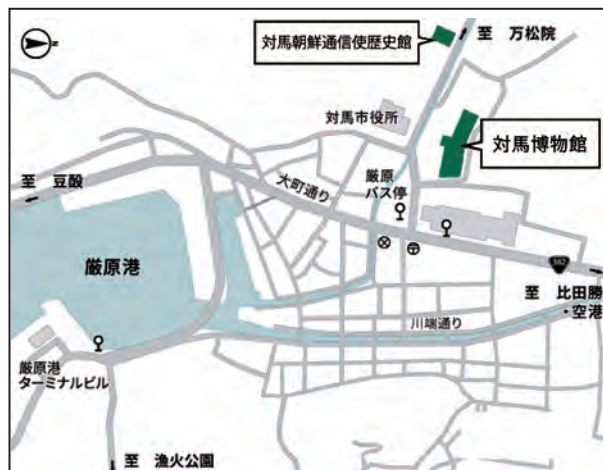 N
対馬朝鮮通信使歴史館
至 万松院
対馬市役所
対馬博物館
厳原
バス停
至 豆酘
大町通り
厳原港
382
至 比田勝
・空港
川端通り
厳原港
ターミナルビル
至 漁火公園